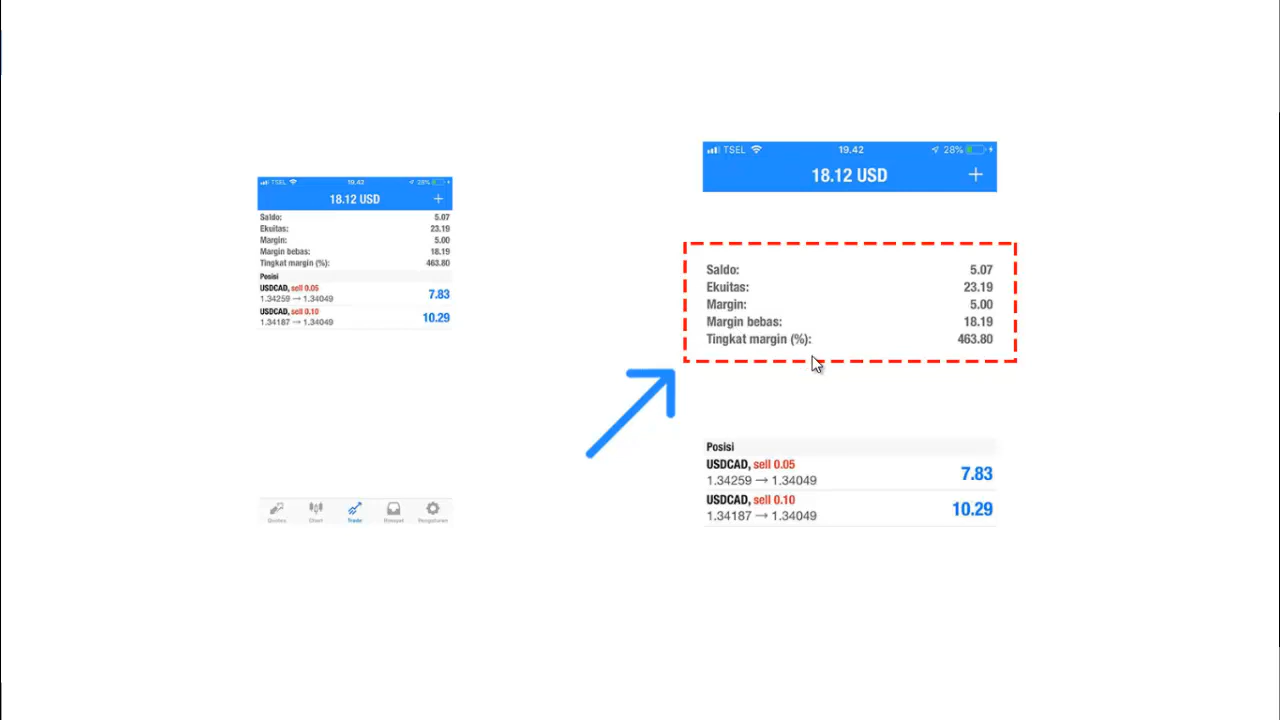 TSEL 19.42 28%
18.12 USD +
Saldo: 5.07
Ekuitas: 23.19
Margin: 5.00
Margin bebas: 18.19
Tingkat margin (%): 463.80
Posisi
USDCAD, sell 0.05
1.34259 → 1.34049 7.83
USDCAD, sell 0.10
1.34187 → 1.34049 10.29
Quotes Chart Trade Riwayat Pengaturan
TSEL 19.42 28%
18.12 USD +
Saldo: 5.07
Ekuitas: 23.19
Margin: 5.00
Margin bebas: 18.19
Tingkat margin (%): 463.80
Posisi
USDCAD, sell 0.05
1.34259 → 1.34049 7.83
USDCAD, sell 0.10
1.34187 → 1.34049 10.29